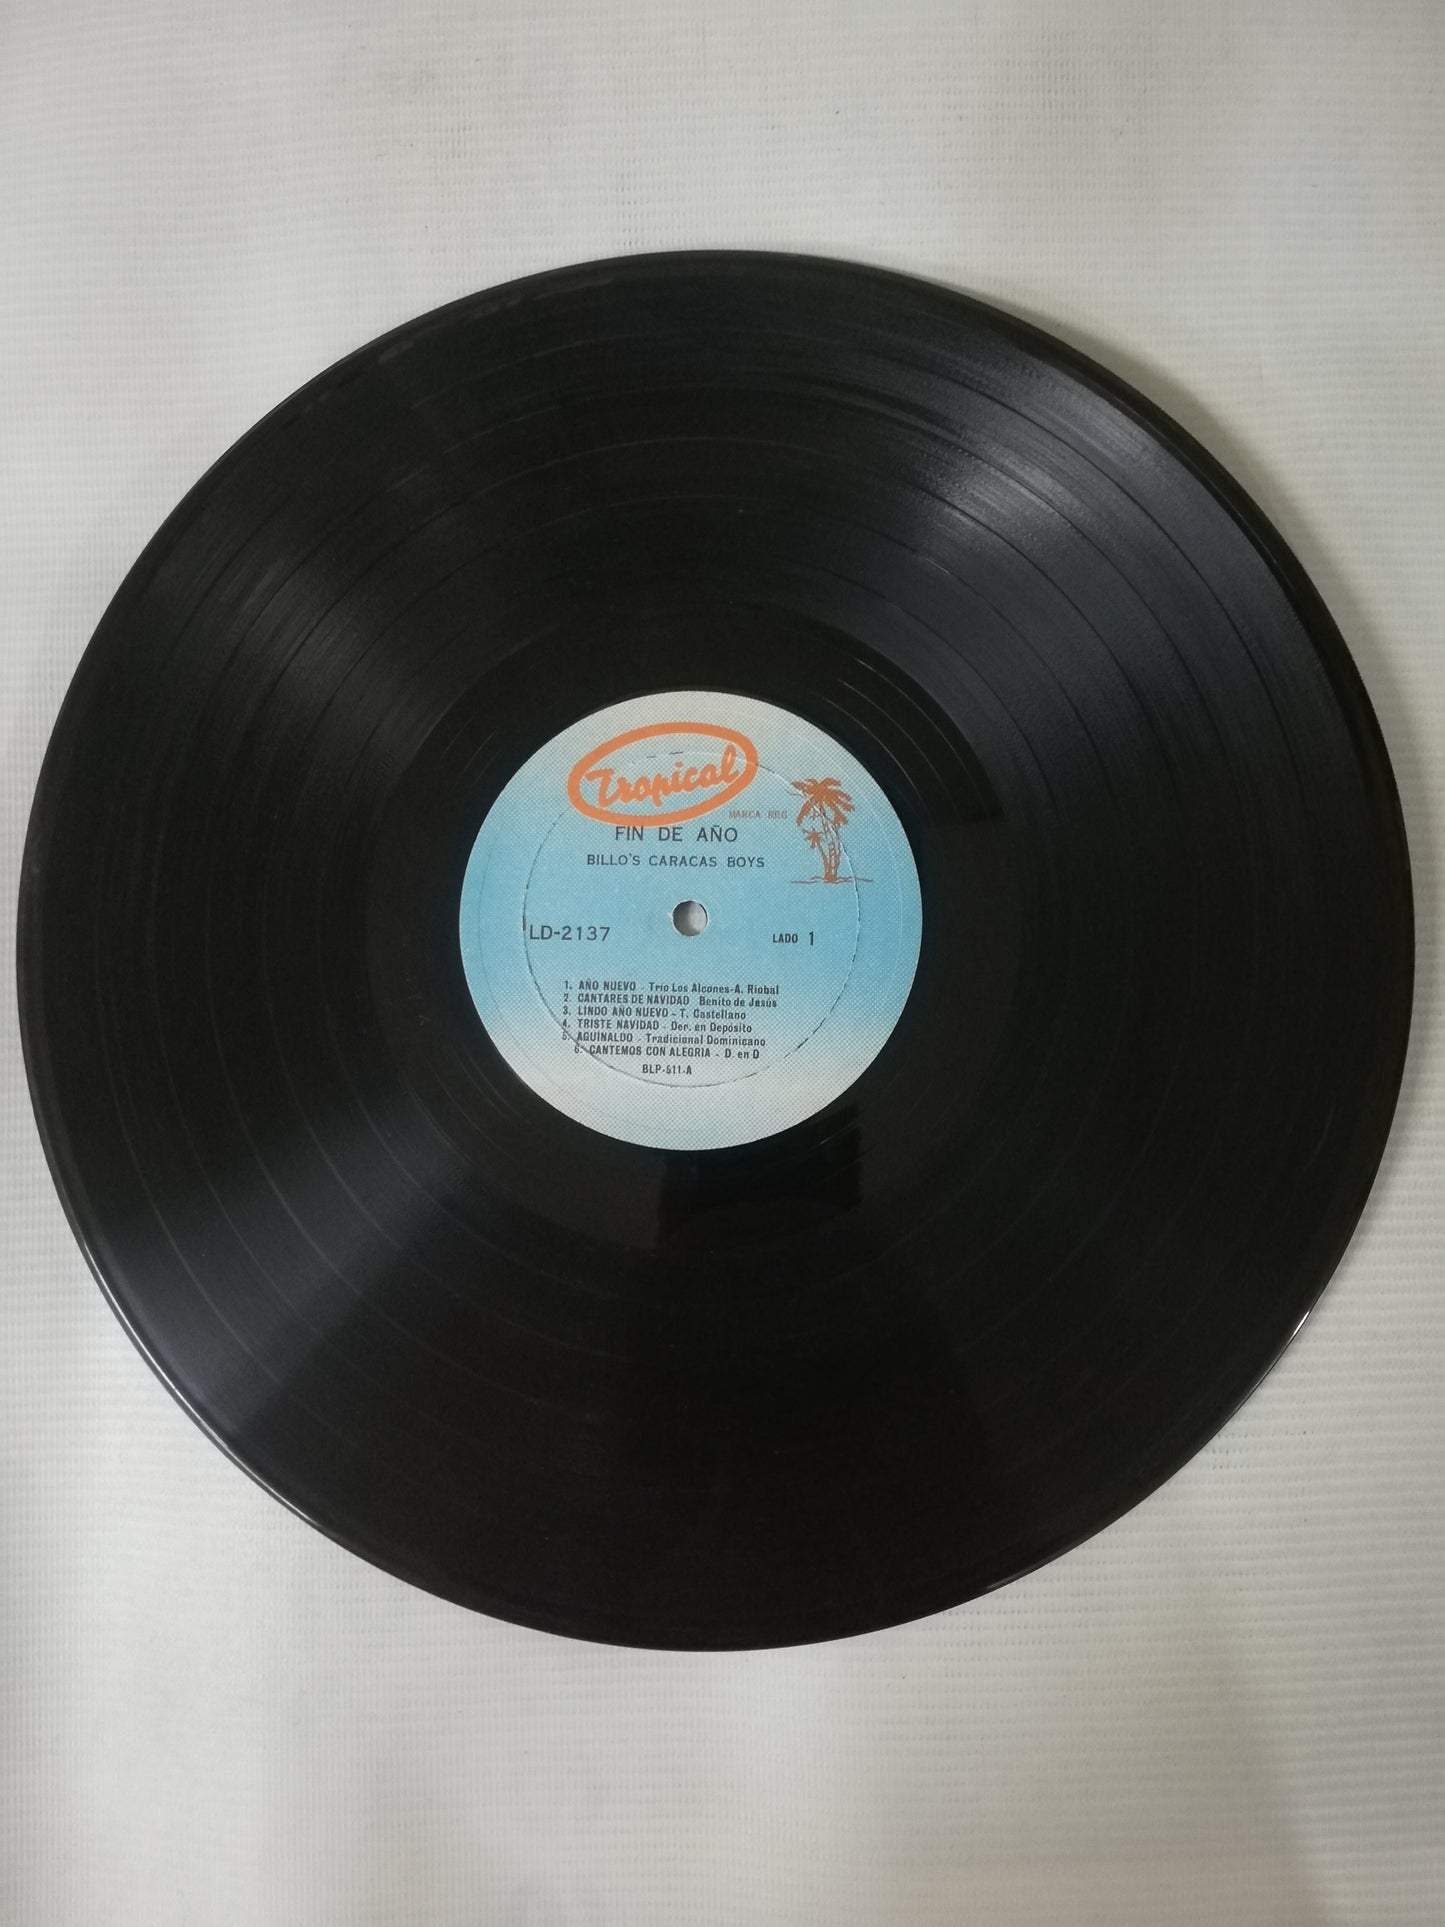 Tropical
MARCA REG
FIN DE AÑO
BILLO'S CARACAS BOYS
LD-2137 LADO 1
1. AÑO NUEVO - Trío Los Alcones-A. Riobal
2. CANTARES DE NAVIDAD Benito de Jesús
3. LINDO AÑO NUEVO - T. Castellano
4. TRISTE NAVIDAD - Der. en Depósito
5. AGUINALDO - Tradicional Dominicano
6. CANTEMOS CON ALEGRIA - D. en D
BLP-511-A